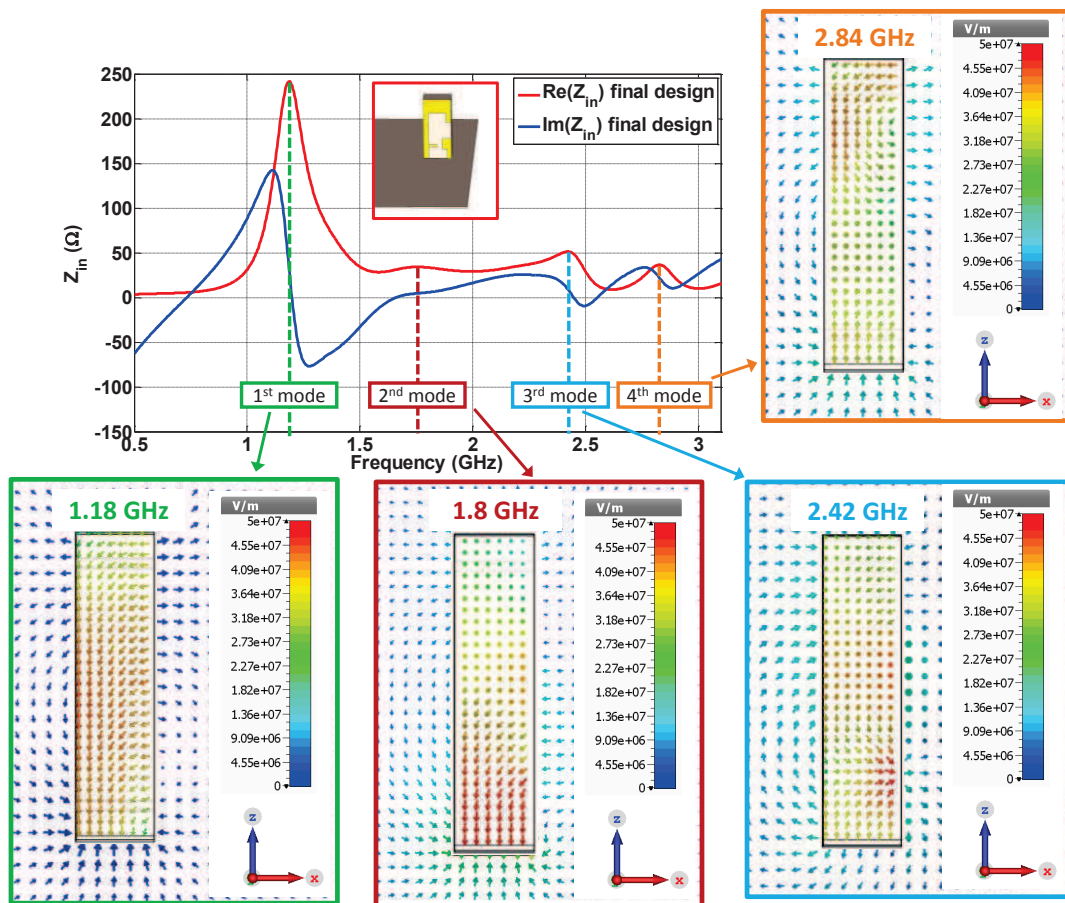 250
200
150
100
50
0
-50
-100
-150
Z_in (Ω)
0.5
1
1.5
2
2.5
3
Frequency (GHz)
Re(Z_in) final design
Im(Z_in) final design
1st mode
2nd mode
3rd mode
4th mode
2.84 GHz
V/m
5e+07
4.55e+07
4.09e+07
3.64e+07
3.18e+07
2.73e+07
2.27e+07
1.82e+07
1.36e+07
9.09e+06
4.55e+06
0
z
x
1.18 GHz
V/m
5e+07
4.55e+07
4.09e+07
3.64e+07
3.18e+07
2.73e+07
2.27e+07
1.82e+07
1.36e+07
9.09e+06
4.55e+06
0
z
x
1.8 GHz
V/m
5e+07
4.55e+07
4.09e+07
3.64e+07
3.18e+07
2.73e+07
2.27e+07
1.82e+07
1.36e+07
9.09e+06
4.55e+06
0
z
x
2.42 GHz
V/m
5e+07
4.55e+07
4.09e+07
3.64e+07
3.18e+07
2.73e+07
2.27e+07
1.82e+07
1.36e+07
9.09e+06
4.55e+06
0
z
x